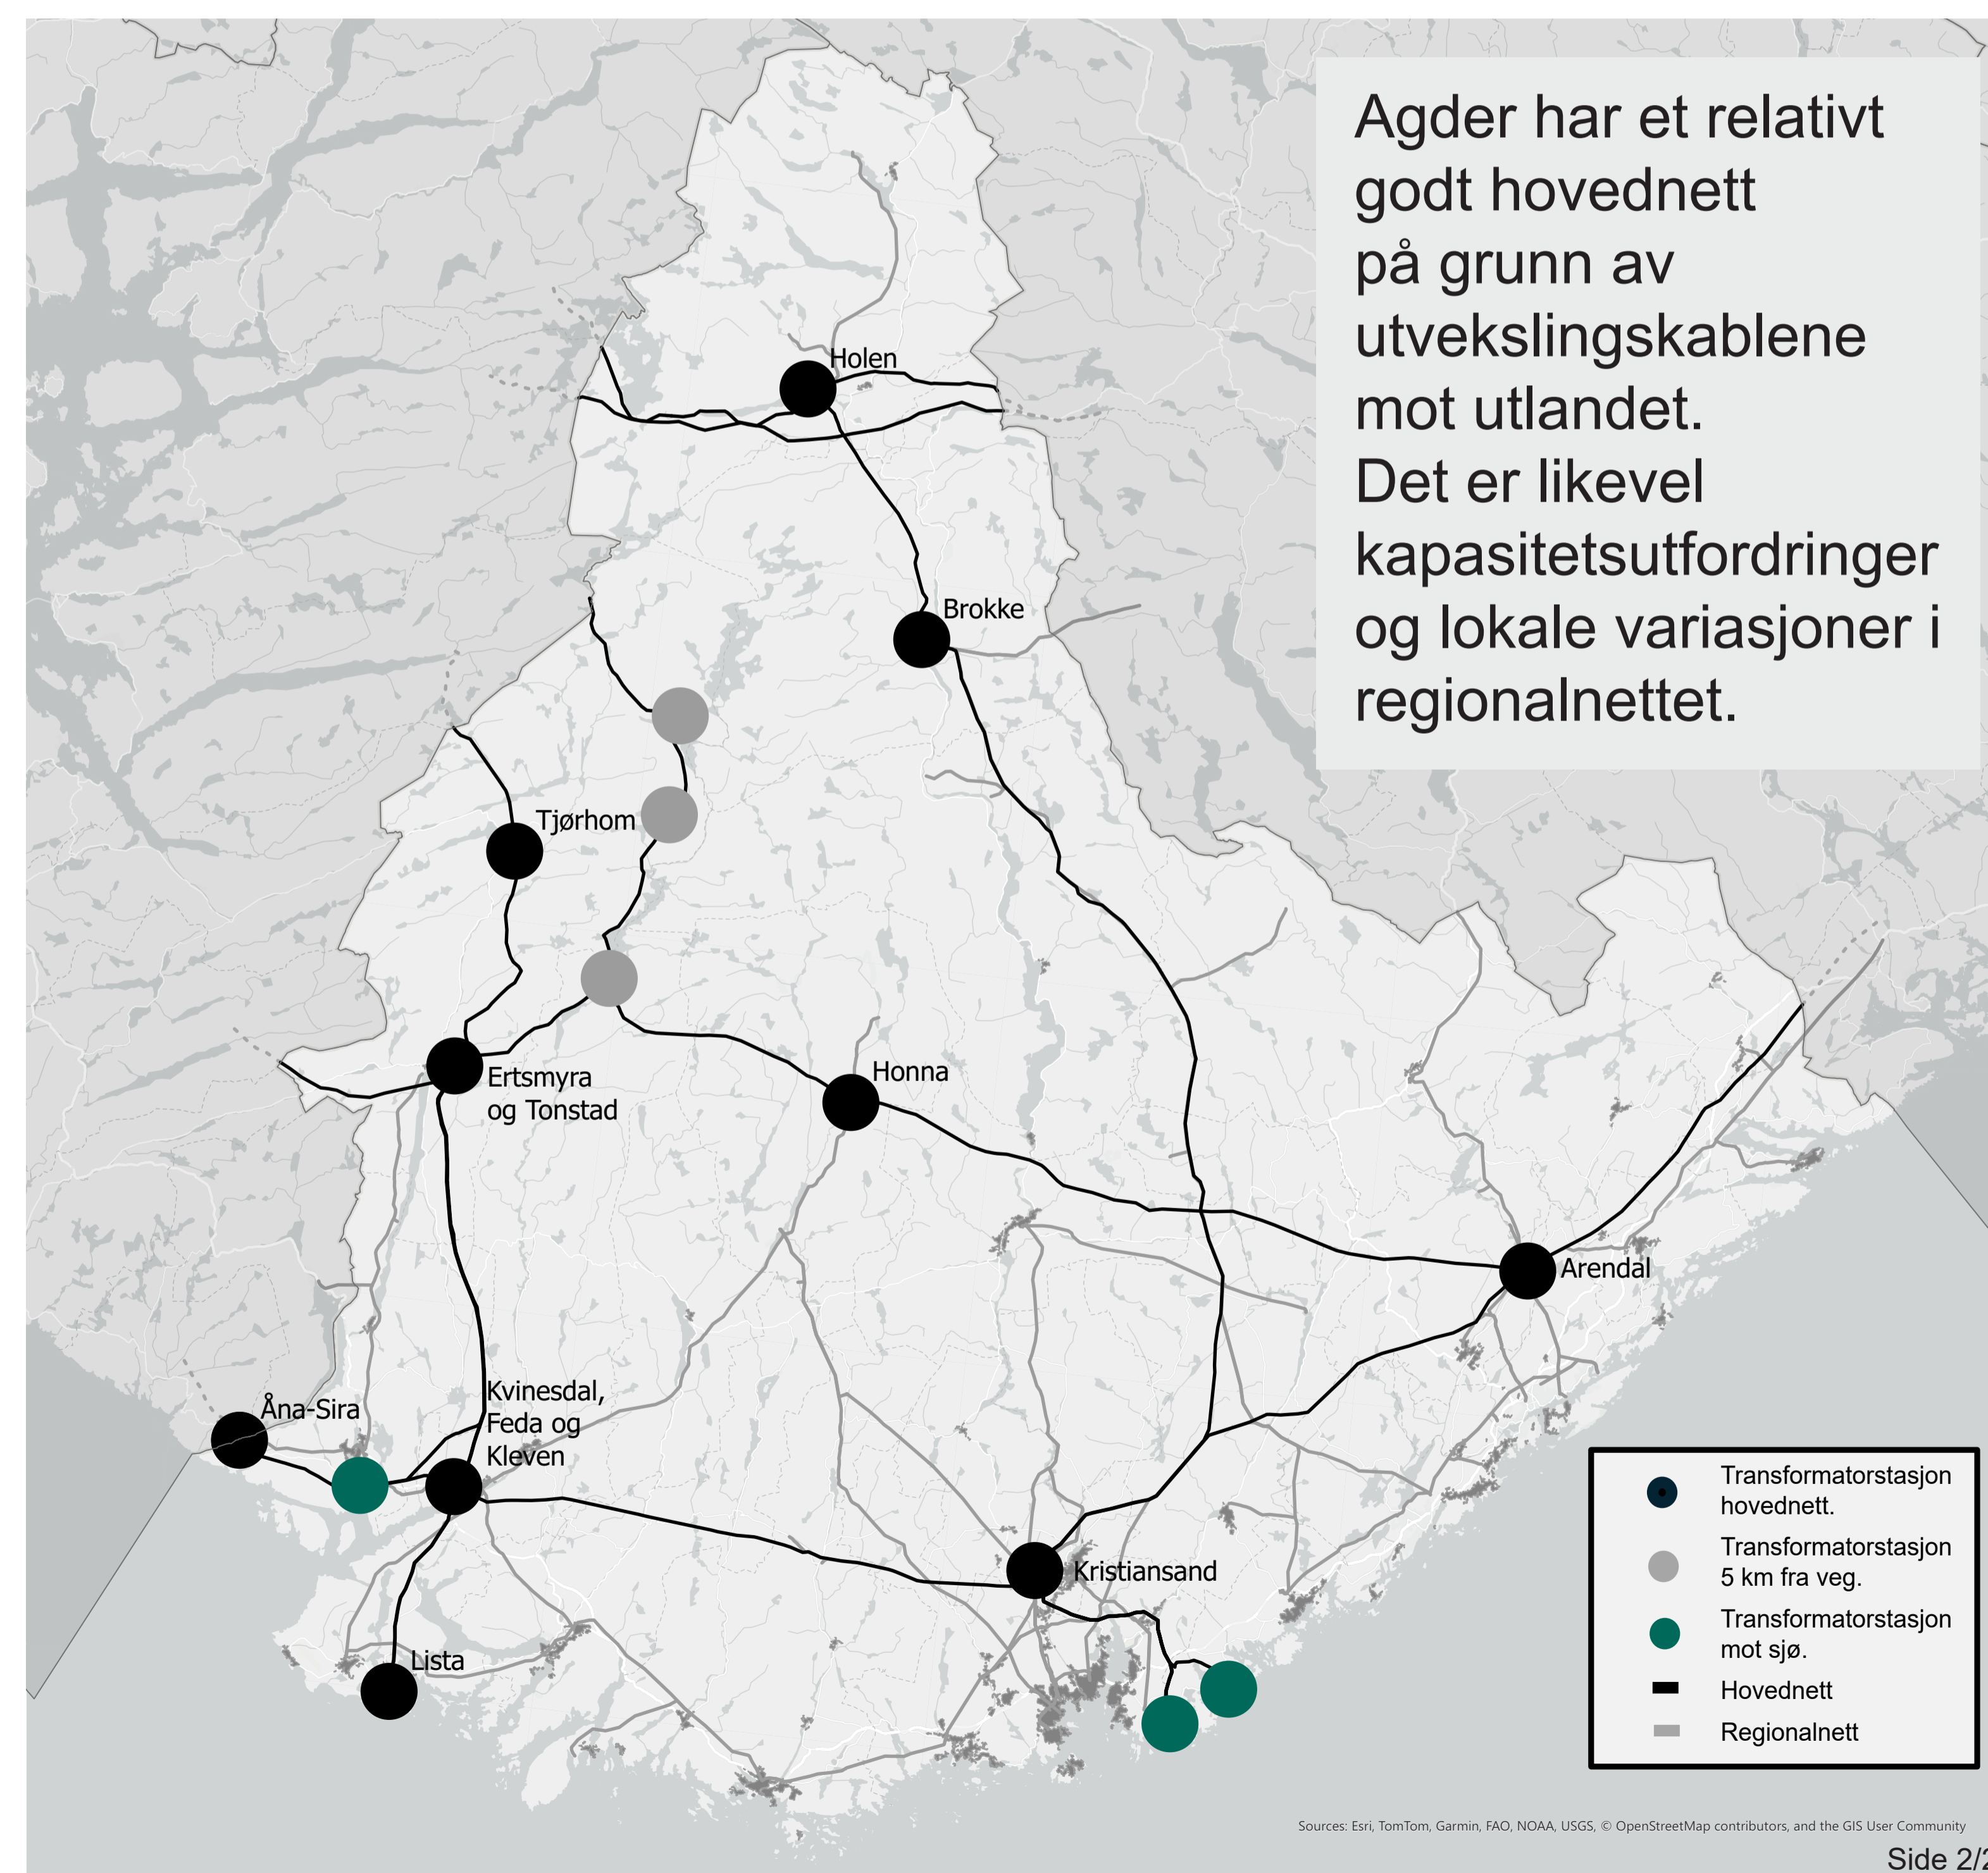 Agder har et relativt
godt hovednett
på grunn av
utvekslingskablene
mot utlandet.
Det er likevel
kapasitetsutfordringer
og lokale variasjoner i
regionalnettet.
Holen
Brokke
Tjørhom
Ertsmyra
og Tonstad
Honna
Arendal
Åna-Sira
Kvinesdal,
Feda og
Kleven
Kristiansand
Lista
Transformatorstasjon
hovednett.
Transformatorstasjon
5 km fra veg.
Transformatorstasjon
mot sjø.
Hovednett
Regionalnett
Sources: Esri, TomTom, Garmin, FAO, NOAA, USGS, © OpenStreetMap contributors, and the GIS User Community
Side 2/